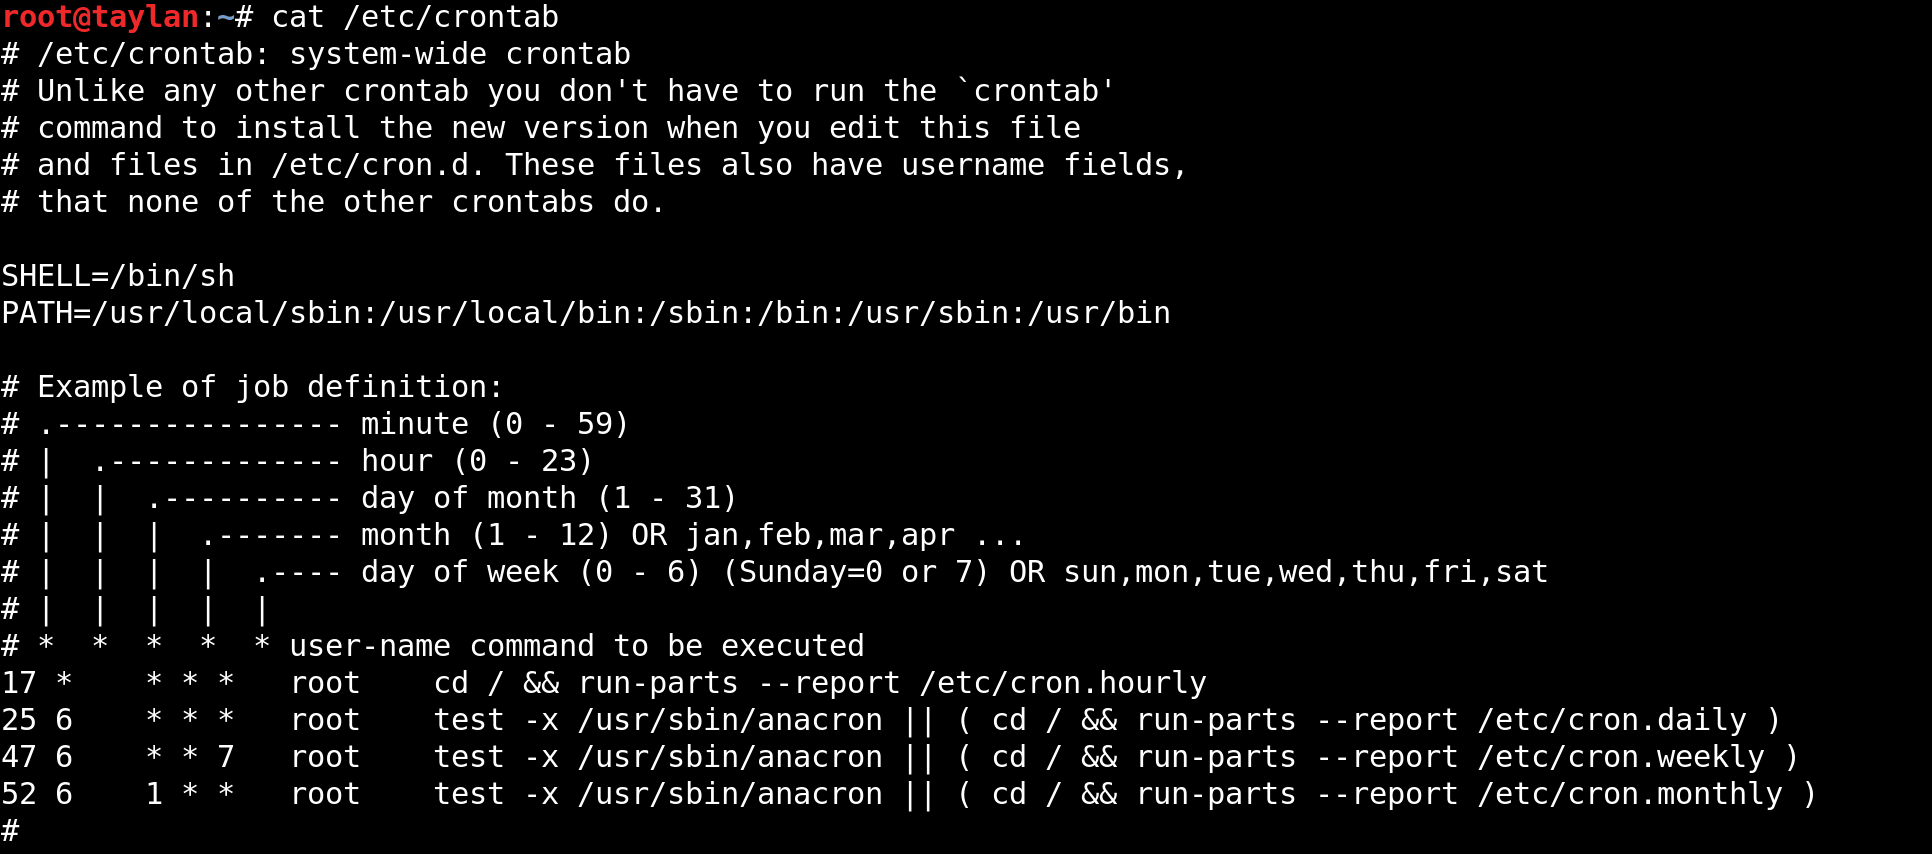 root@taylan:~# cat /etc/crontab
# /etc/crontab: system-wide crontab
# Unlike any other crontab you don't have to run the `crontab'
# command to install the new version when you edit this file
# and files in /etc/cron.d. These files also have username fields,
# that none of the other crontabs do.

SHELL=/bin/sh
PATH=/usr/local/sbin:/usr/local/bin:/sbin:/bin:/usr/sbin:/usr/bin

# Example of job definition:
# .---------------- minute (0 - 59)
# |  .------------- hour (0 - 23)
# |  |  .---------- day of month (1 - 31)
# |  |  |  .------- month (1 - 12) OR jan,feb,mar,apr ...
# |  |  |  |  .---- day of week (0 - 6) (Sunday=0 or 7) OR sun,mon,tue,wed,thu,fri,sat
# |  |  |  |  |
# *  *  *  *  * user-name command to be executed
17 *    * * *   root    cd / && run-parts --report /etc/cron.hourly
25 6    * * *   root    test -x /usr/sbin/anacron || ( cd / && run-parts --report /etc/cron.daily )
47 6    * * 7   root    test -x /usr/sbin/anacron || ( cd / && run-parts --report /etc/cron.weekly )
52 6    1 * *   root    test -x /usr/sbin/anacron || ( cd / && run-parts --report /etc/cron.monthly )
#